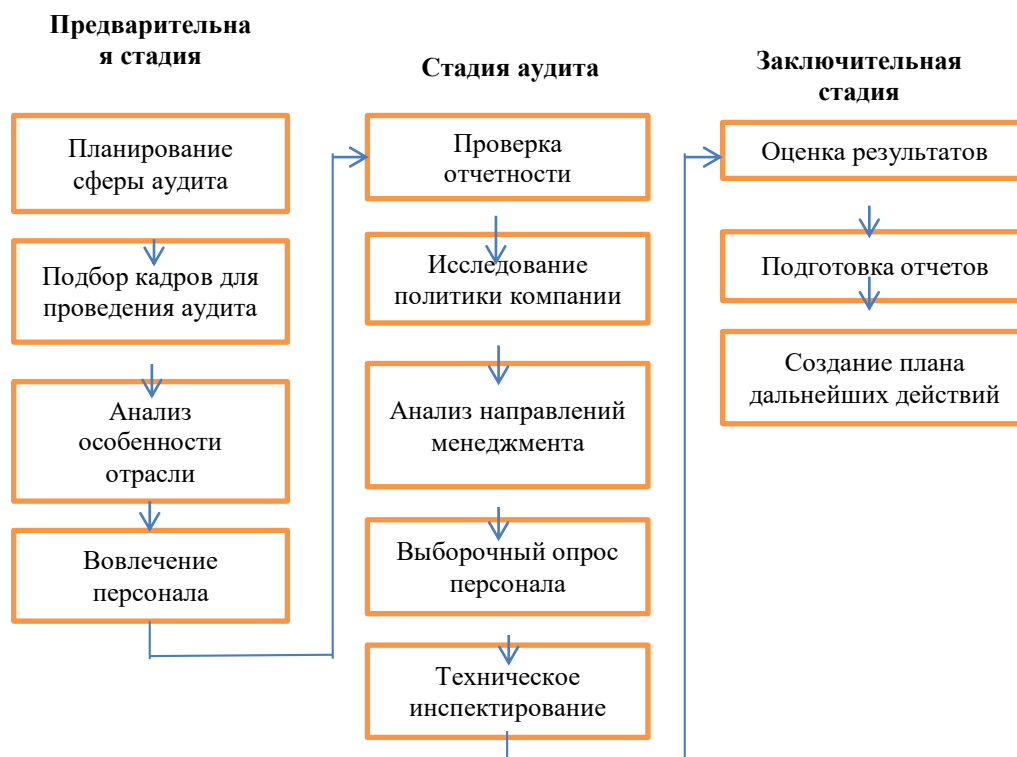 Предварительна
я стадия
Планирование
сферы аудита
Подбор кадров для
проведения аудита
Анализ
особенности
отрасли
Вовлечение
персонала
Стадия аудита
Проверка
отчетности
Исследование
политики компании
Анализ направлений
менеджмента
Выборочный опрос
персонала
Техническое
инспектирование
Заключительная
стадия
Оценка результатов
Подготовка отчетов
Создание плана
дальнейших действий